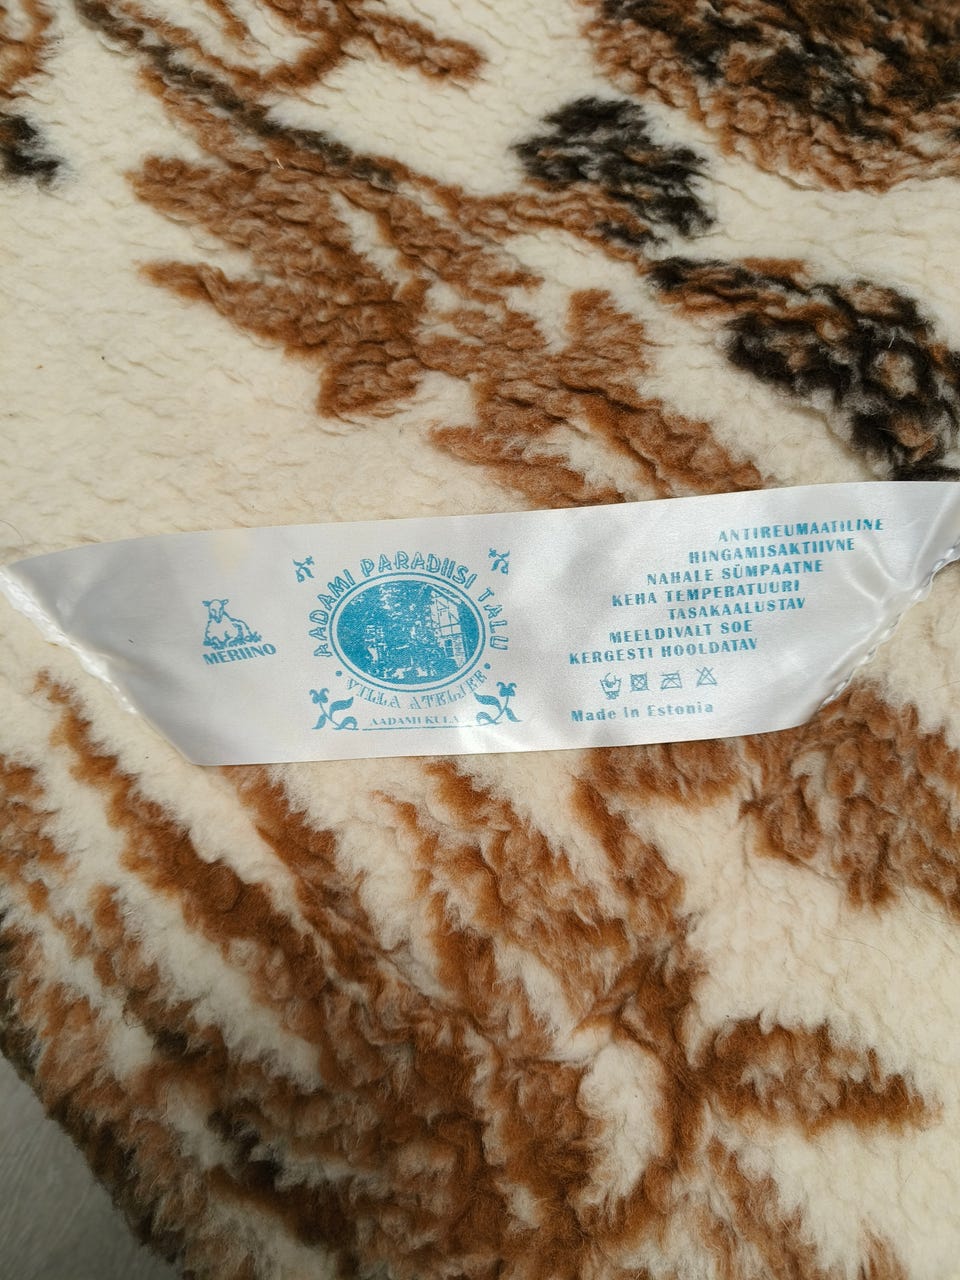 MERIINO
AADAMI PARADIISI TALU
VILLA ATELJEE
AADAMI KÜLA
ANTIREUMAATILINE
HINGAMISAKTIIVNE
NAHALE SÜMPAATNE
KEHA TEMPERATUURI
TASAKAALUSTAV
MEELDIVALT SOE
KERGESTI HOOLDATAV
Made in Estonia